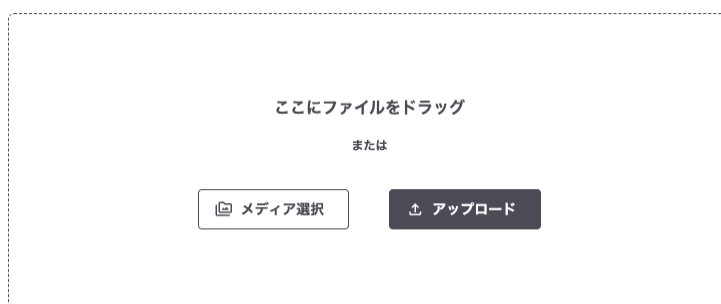 ここにファイルをドラッグ
または
メディア選択
アップロード